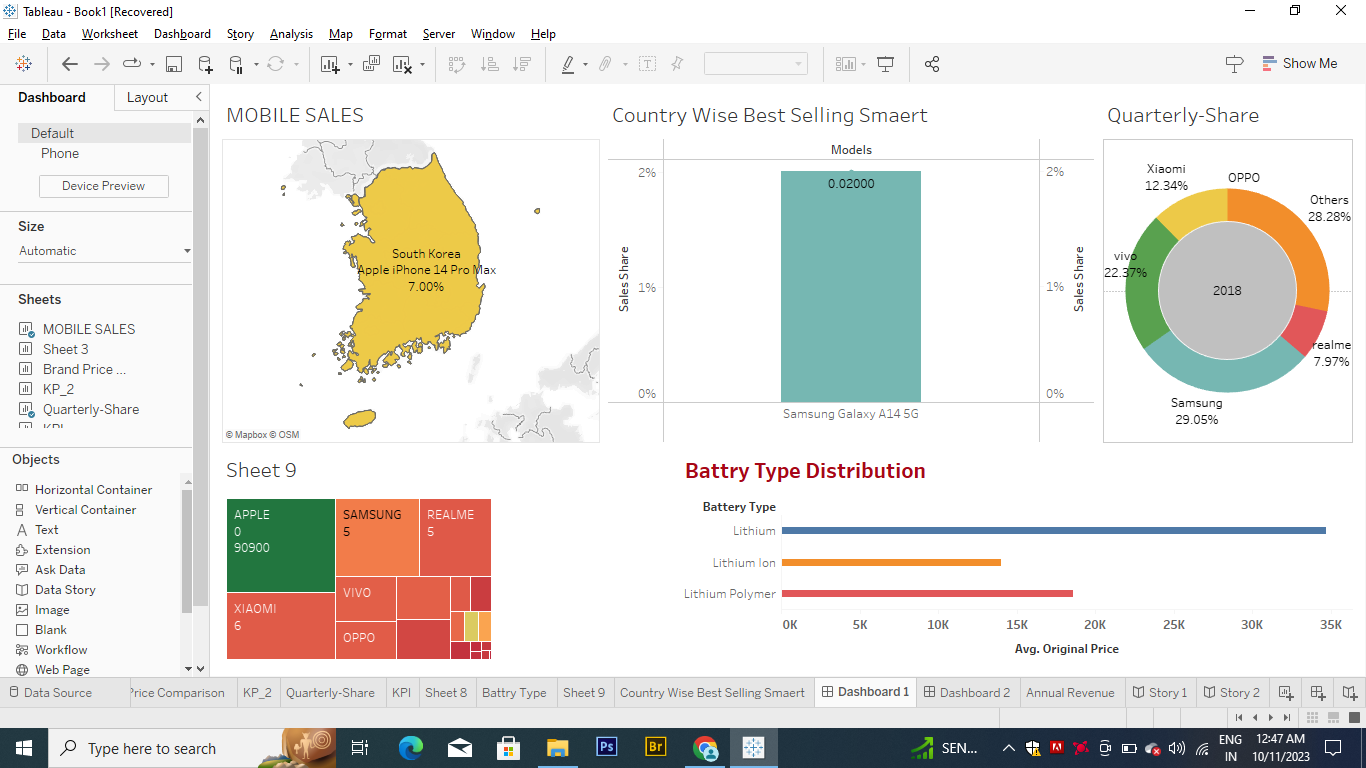 Tableau - Book1 [Recovered]
File Data Worksheet Dashboard Story Analysis Map Format Server Window Help
Show Me
Dashboard Layout
Default
Phone
Device Preview
Size
Automatic
Sheets
MOBILE SALES
Sheet 3
Brand Price ...
KP_2
Quarterly-Share
Objects
Horizontal Container
Vertical Container
Text
Extension
Ask Data
Data Story
Image
Blank
Workflow
Web Page
MOBILE SALES
South Korea
Apple iPhone 14 Pro Max
7.00%
© Mapbox © OSM
Country Wise Best Selling Smaert
Models
2%
1%
0%
Sales Share
0.02000
Samsung Galaxy A14 5G
2%
1%
0%
Sales Share
Quarterly-Share
Xiaomi
12.34%
OPPO
Others
28.28%
vivo
22.37%
2018
realme
7.97%
Samsung
29.05%
Sheet 9
APPLE
0
90900
SAMSUNG
5
REALME
5
XIAOMI
6
VIVO
OPPO
Battry Type Distribution
Battery Type
Lithium
Lithium Ion
Lithium Polymer
0K 5K 10K 15K 20K 25K 30K 35K
Avg. Original Price
Data Source Price Comparison KP_2 Quarterly-Share KPI Sheet 8 Battry Type Sheet 9 Country Wise Best Selling Smaert Dashboard 1 Dashboard 2 Annual Revenue Story 1 Story 2
Type here to search
Ps
Br
SEN...
ENG
IN
12:47 AM
10/11/2023